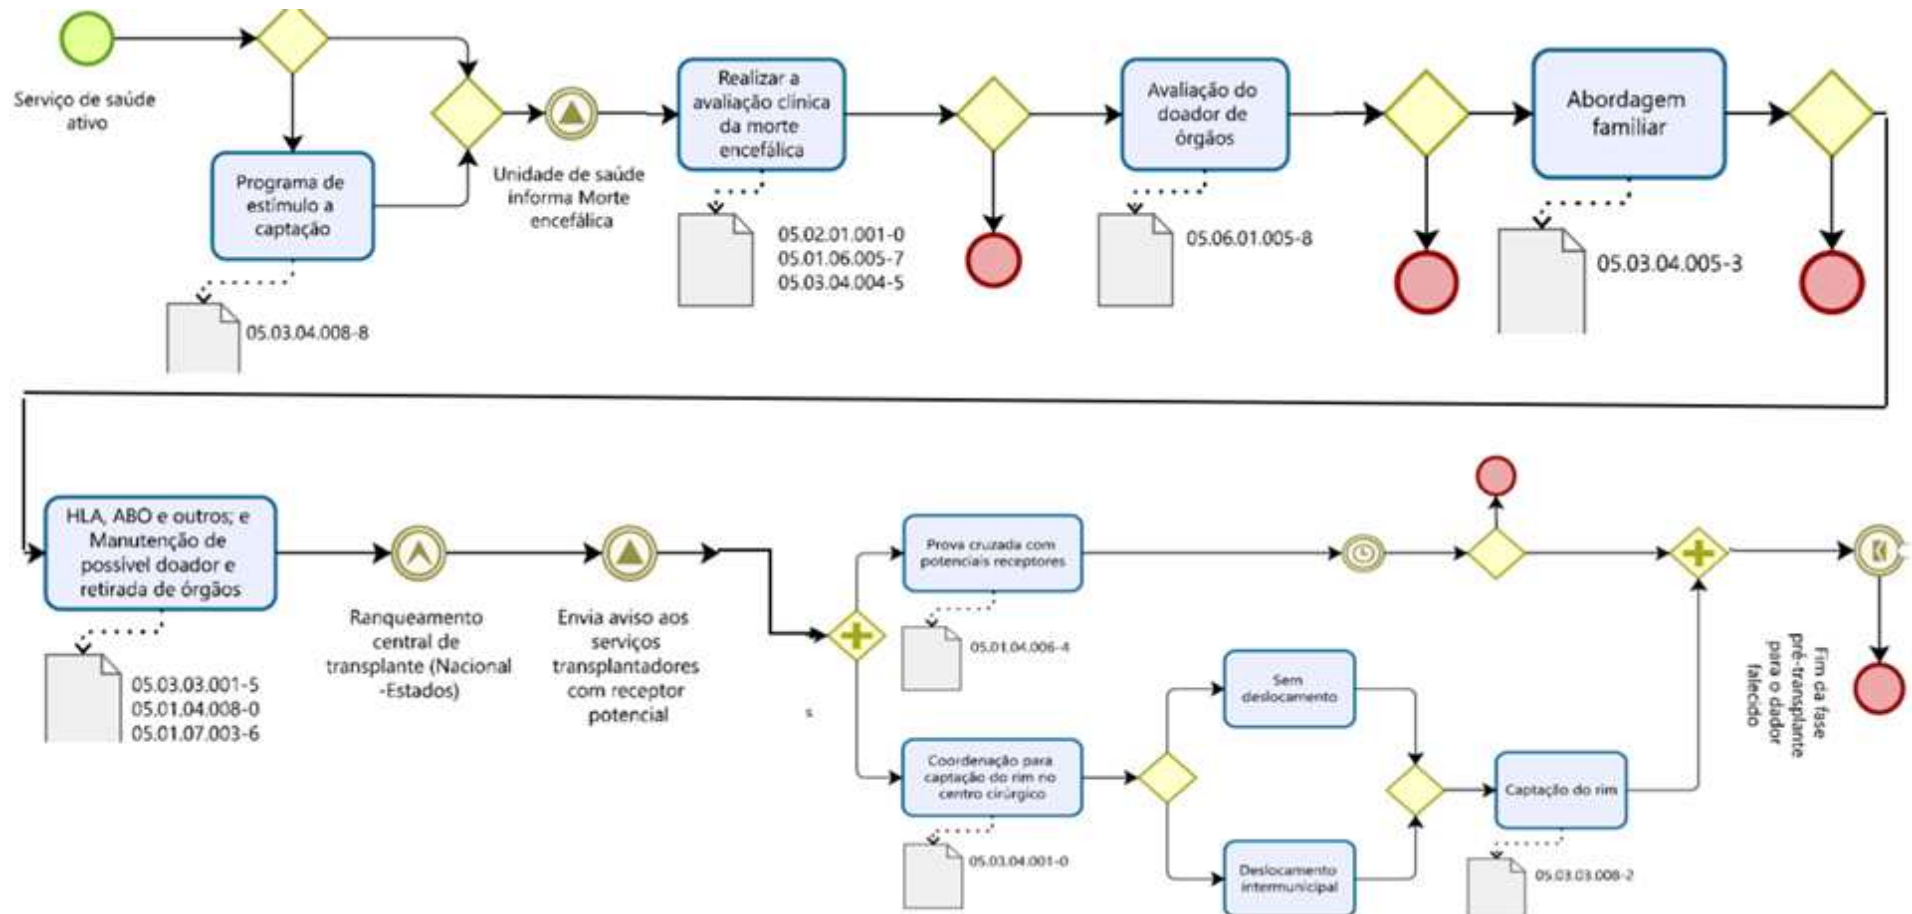 Serviço de saúde
ativo
Programa de
estímulo a
captação
05.03.04.008-8
Unidade de saúde
informa Morte
encefálica
Realizar a
avaliação clínica
da morte
encefálica
05.02.01.001-0
05.01.06.005-7
05.03.04.004-5
Avaliação do
doador de
órgãos
05.06.01.005-8
Abordagem
familiar
05.03.04.005-3
HLA, ABO e outros; e
Manutenção de
possível doador e
retirada de órgãos
05.03.03.001-5
05.01.04.008-0
05.01.07.003-6
Ranqueamento
central de
transplante (Nacional
-Estados)
Envia aviso aos
serviços
transplantadores
com receptor
potencial
s
Prova cruzada com
potenciais receptores
05.01.04.006-4
Coordenação para
captação do rim no
centro cirúrgico
05.03.04.001-0
Sem
deslocamento
Deslocamento
intermunicipal
Captação do rim
05.03.03.008-2
Fim da fase
pré-transplante
para o dador
falecido